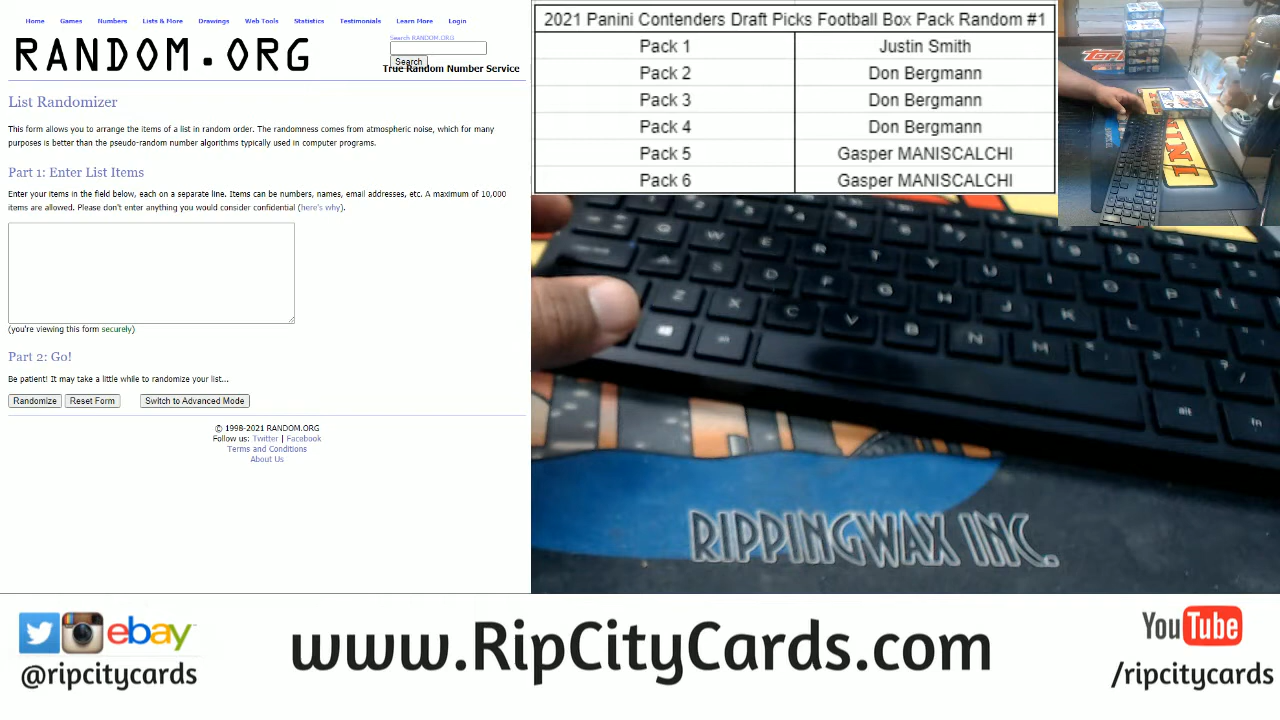 Home Games Numbers Lists & More Drawings Web Tools Statistics Testimonials Learn More Login
RANDOM.ORG
Search RANDOM.ORG
Search
True Random Number Service
List Randomizer
This form allows you to arrange the items of a list in random order. The randomness comes from atmospheric noise, which for many
purposes is better than the pseudo-random number algorithms typically used in computer programs.
Part 1: Enter List Items
Enter your items in the field below, each on a separate line. Items can be numbers, names, email addresses, etc. A maximum of 10,000
items are allowed. Please don't enter anything you would consider confidential (here's why).
(you're viewing this form securely)
Part 2: Go!
Be patient! It may take a little while to randomize your list...
Randomize Reset Form Switch to Advanced Mode
© 1998-2021 RANDOM.ORG
Follow us: Twitter | Facebook
Terms and Conditions
About Us
2021 Panini Contenders Draft Picks Football Box Pack Random #1
Pack 1 Justin Smith
Pack 2 Don Bergmann
Pack 3 Don Bergmann
Pack 4 Don Bergmann
Pack 5 Gasper MANISCALCHI
Pack 6 Gasper MANISCALCHI
TOPPS
Q W E R T Y U I O P
A S D F G H J K L
Z X C V B N M
alt fn
RIPPINGWAX INC.
ebay
@ripcitycards
www.RipCityCards.com
YouTube
/ripcitycards